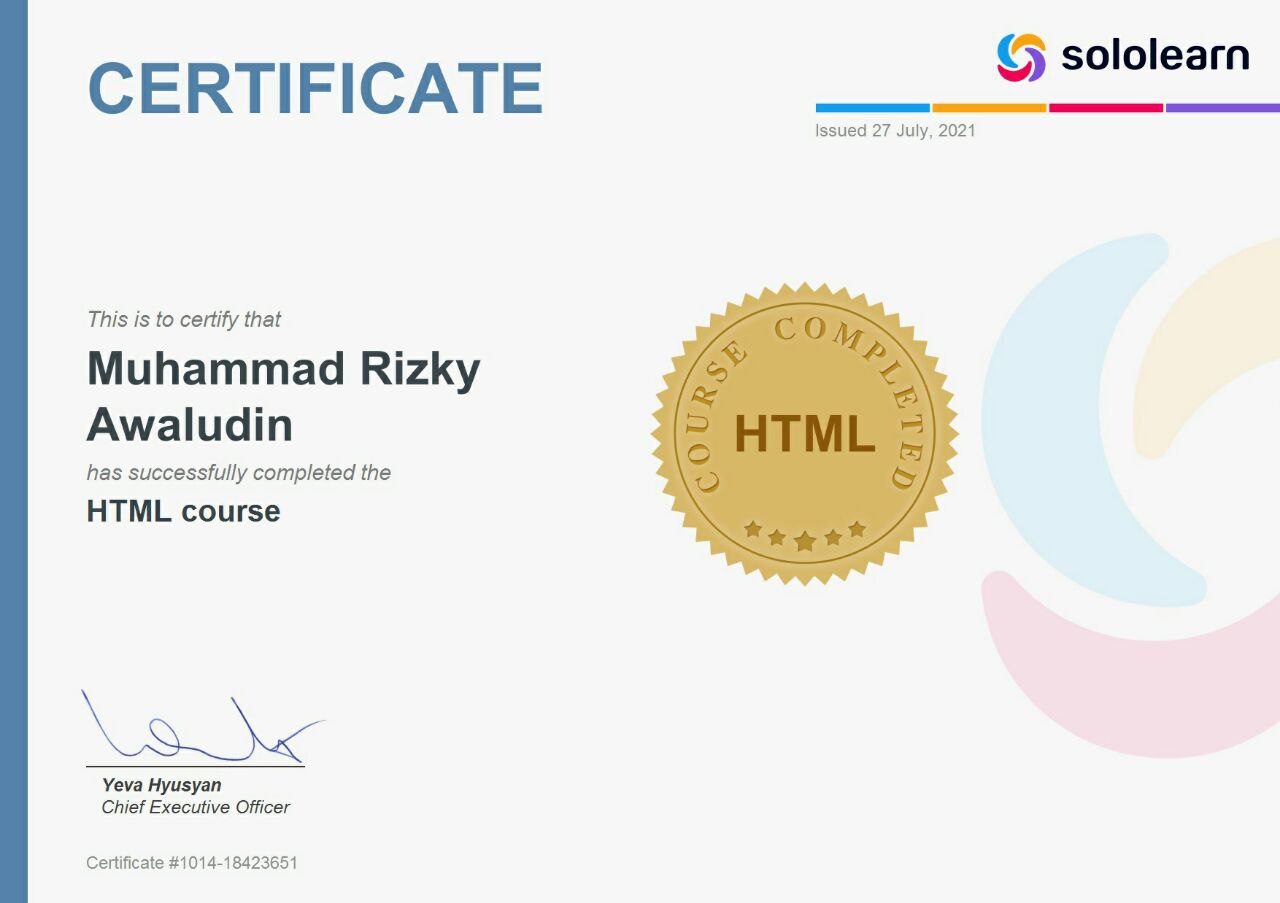 CERTIFICATE
sololearn
Issued 27 July, 2021
This is to certify that
Muhammad Rizky
Awaludin
has successfully completed the
HTML course
COURSE COMPLETED
HTML
Yeva Hyusyan
Chief Executive Officer
Certificate #1014-18423651